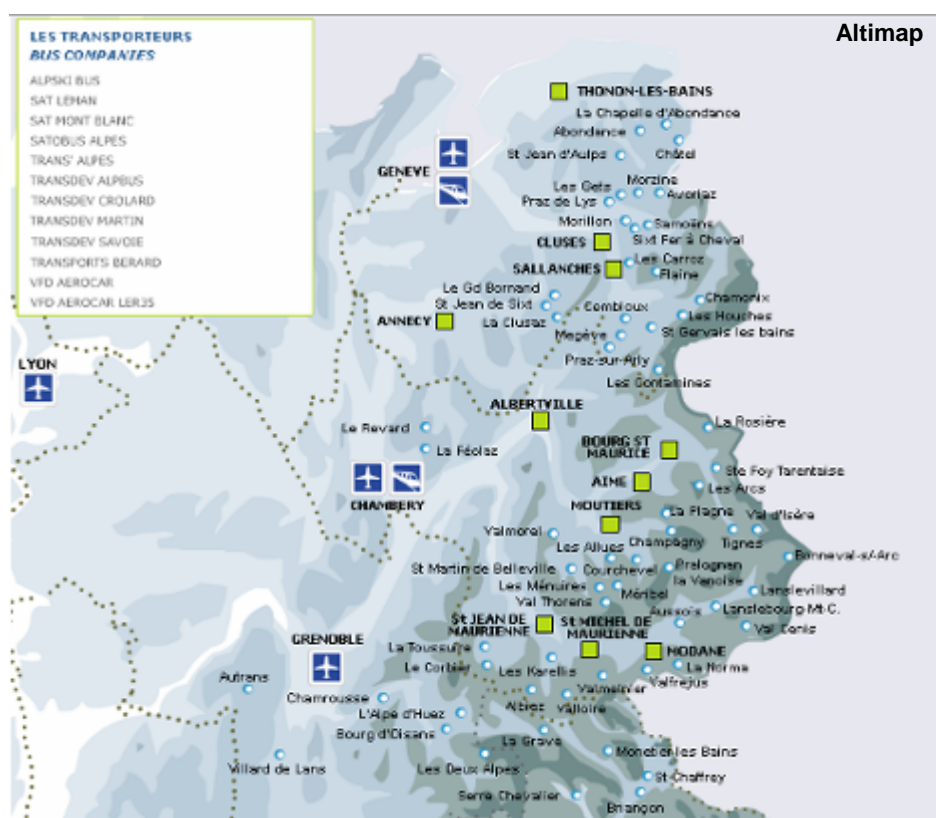 Altimap
LES TRANSPORTEURS
BUS COMPANIES
ALPSKI BUS
SAT LEMAN
SAT MONT BLANC
SATOBUS ALPES
TRANS' ALPES
TRANSDEV ALPBUS
TRANSDEV CROLARD
TRANSDEV MARTIN
TRANSDEV SAVOIE
TRANSPORTS BERARD
VFD AEROCAR
VFD AEROCAR LER35
THONON-LES-BAINS
La Chapelle d'Abondance
Abondance
St Jean d'Aulps
Châtel
GENEVE
Les Gets
Morzine
Avoriaz
Praz de Lys
Morillon
Samoëns
CLUSES
Sixt Fer à Cheval
SALLANCHES
Les Carroz
Flaine
Le Gd Bornand
St Jean de Sixt
La Clusaz
Combloux
Chamonix
Les Houches
ANNECY
Megève
St Gervais les bains
Praz-sur-Arly
Les Contamines
LYON
ALBERTVILLE
Le Revard
La Féclaz
La Rosière
BOURG ST
MAURICE
Ste Foy Tarentaise
AIME
Les Arcs
CHAMBERY
MOUTIERS
La Plagne
Val d'Isère
Valmorel
Les Allues
Champagny
Tignes
Bonneval-s/-Arc
St Martin de Belleville
Courchevel
Pralognan
la Vanoise
Les Ménuires
Méribel
Lanslevillard
Val Thorens
Aussois
Lanslebourg-Mt-C.
St JEAN DE
MAURIENNE
St MICHEL DE
MAURIENNE
Val Cenis
GRENOBLE
La Toussuire
MODANE
Le Corbier
Les Karellis
La Norma
Valfrejus
Autrans
Valmeinier
Chamrousse
Albiez
Valloire
L'Alpe d'Huez
Bourg d'Oisans
La Grave
Monetier les Bains
Villard de Lans
Les Deux Alpes
St-Chaffrey
Serre Chevalier
Briançon